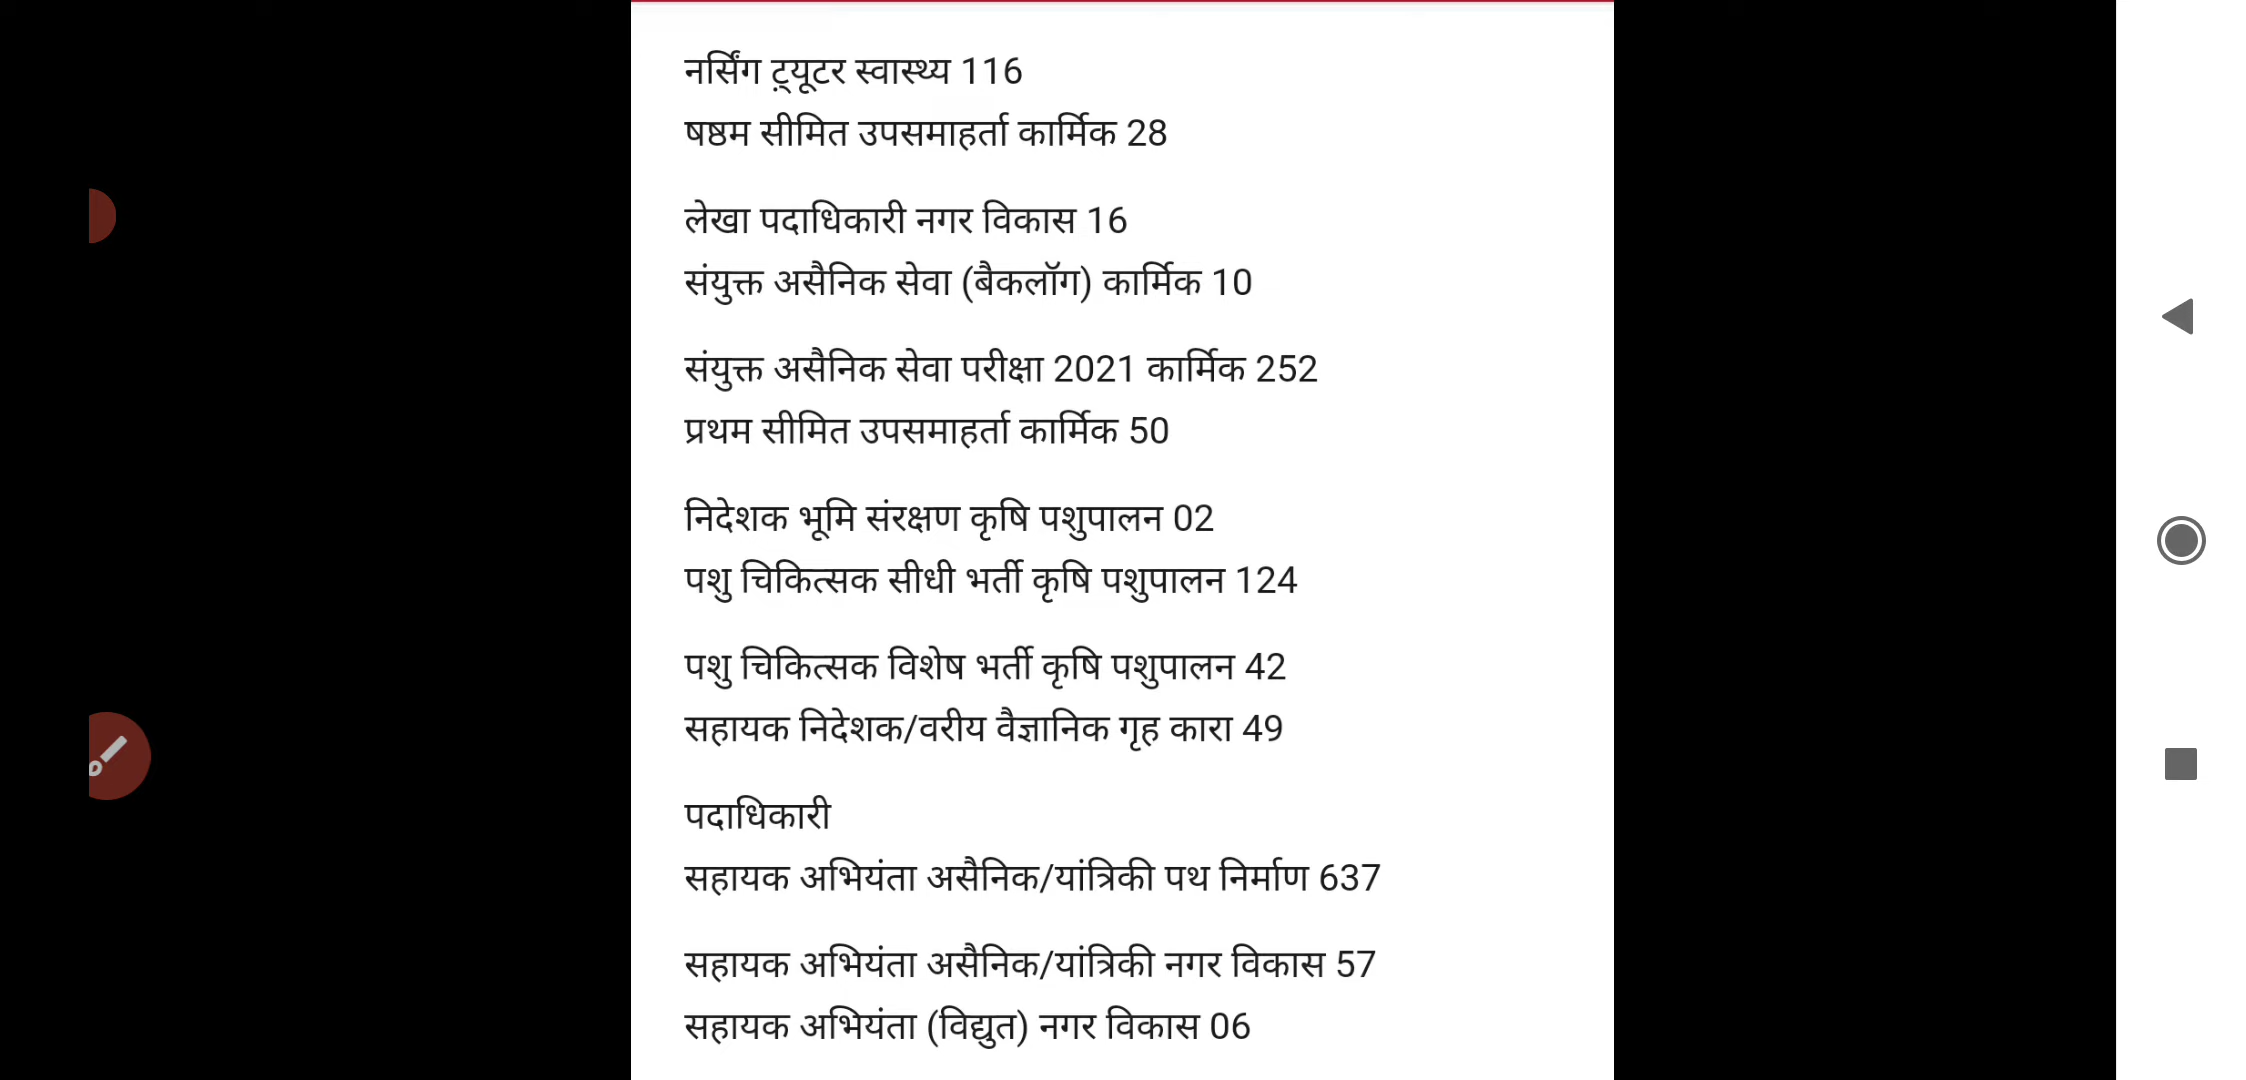 नर्सिंग ट़्यूटर स्वास्थ्य 116
षष्ठम सीमित उपसमाहर्ता कार्मिक 28
लेखा पदाधिकारी नगर विकास 16
संयुक्त असैनिक सेवा (बैकलॉग) कार्मिक 10
संयुक्त असैनिक सेवा परीक्षा 2021 कार्मिक 252
प्रथम सीमित उपसमाहर्ता कार्मिक 50
निदेशक भूमि संरक्षण कृषि पशुपालन 02
पशु चिकित्सक सीधी भर्ती कृषि पशुपालन 124
पशु चिकित्सक विशेष भर्ती कृषि पशुपालन 42
सहायक निदेशक/वरीय वैज्ञानिक गृह कारा 49
पदाधिकारी
सहायक अभियंता असैनिक/यांत्रिकी पथ निर्माण 637
सहायक अभियंता असैनिक/यांत्रिकी नगर विकास 57
सहायक अभियंता (विद्युत) नगर विकास 06